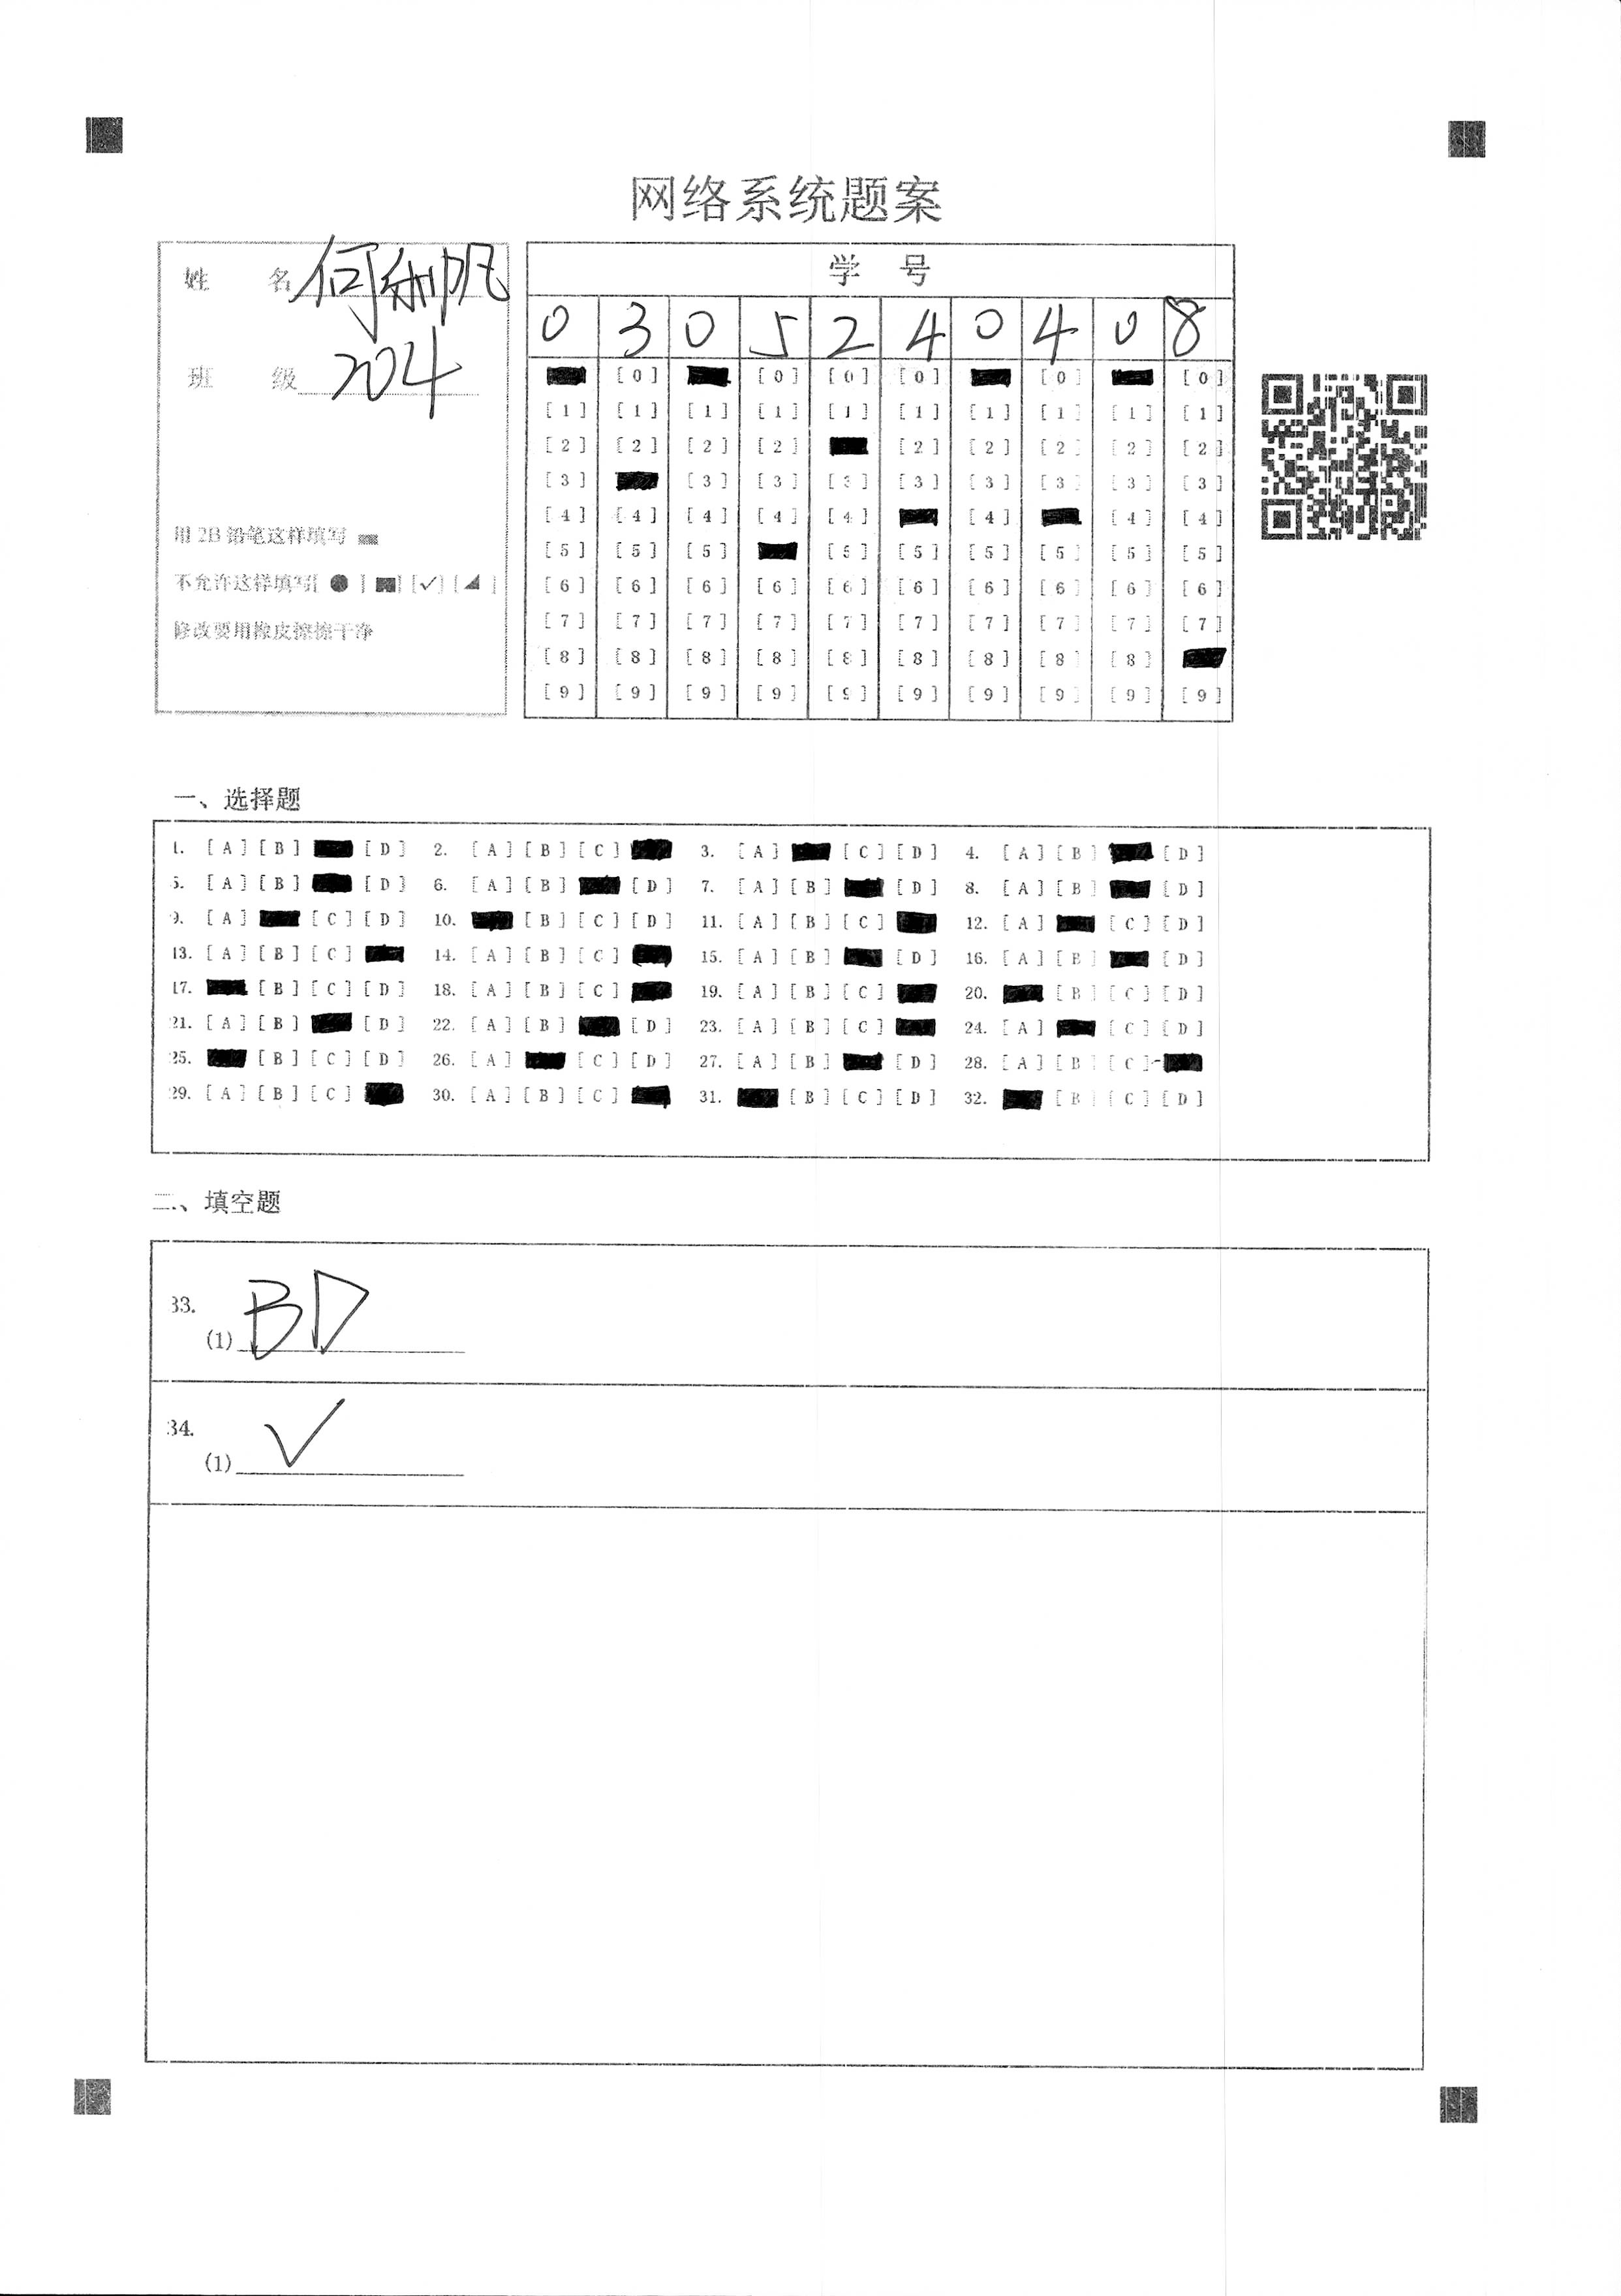 网络系统题案
姓 名 何 帆
班 级 204
用 2B 铅笔这样填写
不允许这样填写[ ● ] [✓] [ ]
修改要用橡皮擦擦干净
学 号
0 3 0 5 2 4 0 4 0 8
[0] [0] [0] [0] [0] [0]
[1] [1] [1] [1] [1] [1] [1] [1] [1] [1]
[2] [2] [2] [2] [2] [2] [2] [2] [2]
[3] [3] [3] [3] [3] [3] [3] [3] [3]
[4] [4] [4] [4] [4] [4] [4] [4]
[5] [5] [5] [5] [5] [5] [5] [5] [5]
[6] [6] [6] [6] [6] [6] [6] [6] [6] [6]
[7] [7] [7] [7] [7] [7] [7] [7] [7] [7]
[8] [8] [8] [8] [8] [8] [8] [8] [8]
[9] [9] [9] [9] [9] [9] [9] [9] [9] [9]
一、选择题
1. [A] [B] [D] 2. [A] [B] [C] 3. [A] [C] [D] 4. [A] [B] [D]
5. [A] [B] [D] 6. [A] [B] [D] 7. [A] [B] [D] 8. [A] [B] [D]
9. [A] [C] [D] 10. [B] [C] [D] 11. [A] [B] [C] 12. [A] [C] [D]
13. [A] [B] [C] 14. [A] [B] [C] 15. [A] [B] [D] 16. [A] [B] [D]
17. [B] [C] [D] 18. [A] [B] [C] 19. [A] [B] [C] 20. [B] [C] [D]
21. [A] [B] [D] 22. [A] [B] [D] 23. [A] [B] [C] 24. [A] [C] [D]
25. [B] [C] [D] 26. [A] [C] [D] 27. [A] [B] [D] 28. [A] [B] [C]
29. [A] [B] [C] 30. [A] [B] [C] 31. [B] [C] [D] 32. [B] [C] [D]
二、填空题
33.
(1) BD
34.
(1) ✓